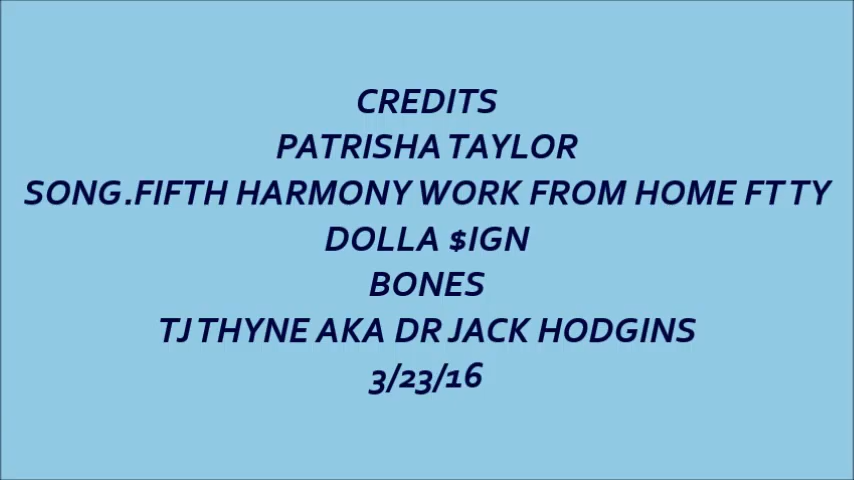 CREDITS
PATRISHA TAYLOR
SONG.FIFTH HARMONY WORK FROM HOME FT TY
DOLLA $IGN
BONES
TJ THYNE AKA DR JACK HODGINS
3/23/16